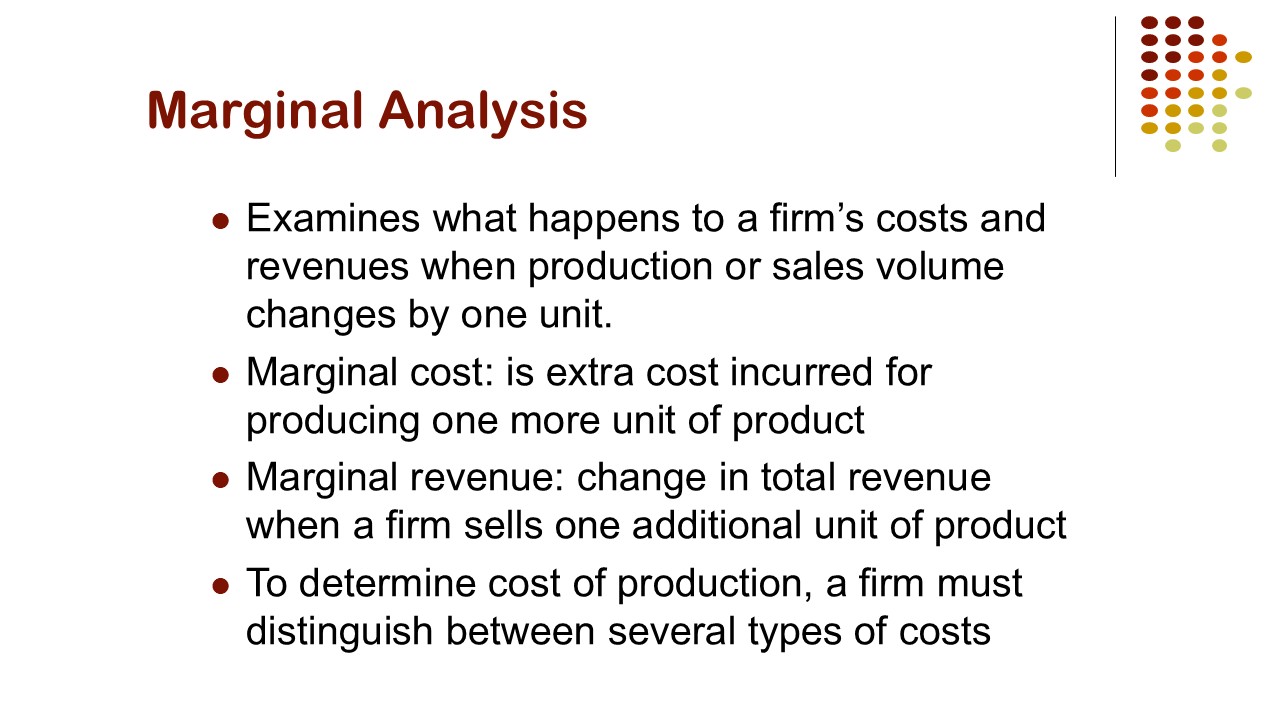 Marginal Analysis
● Examines what happens to a firm’s costs and
revenues when production or sales volume
changes by one unit.
● Marginal cost: is extra cost incurred for
producing one more unit of product
● Marginal revenue: change in total revenue
when a firm sells one additional unit of product
● To determine cost of production, a firm must
distinguish between several types of costs